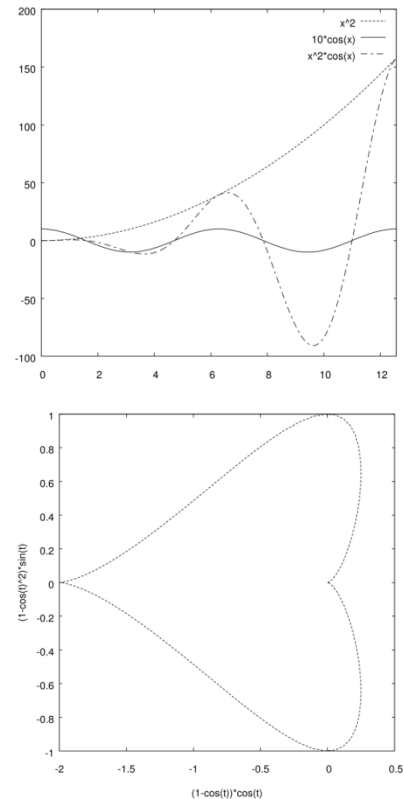 200
150
100
50
0
-50
-100
x^2
10*cos(x)
x^2*cos(x)
0 2 4 6 8 10 12
1
0.8
0.6
0.4
0.2
0
-0.2
-0.4
-0.6
-0.8
-1
(1-cos(t)^2)*sin(t)
-2 -1.5 -1 -0.5 0 0.5
(1-cos(t))*cos(t)